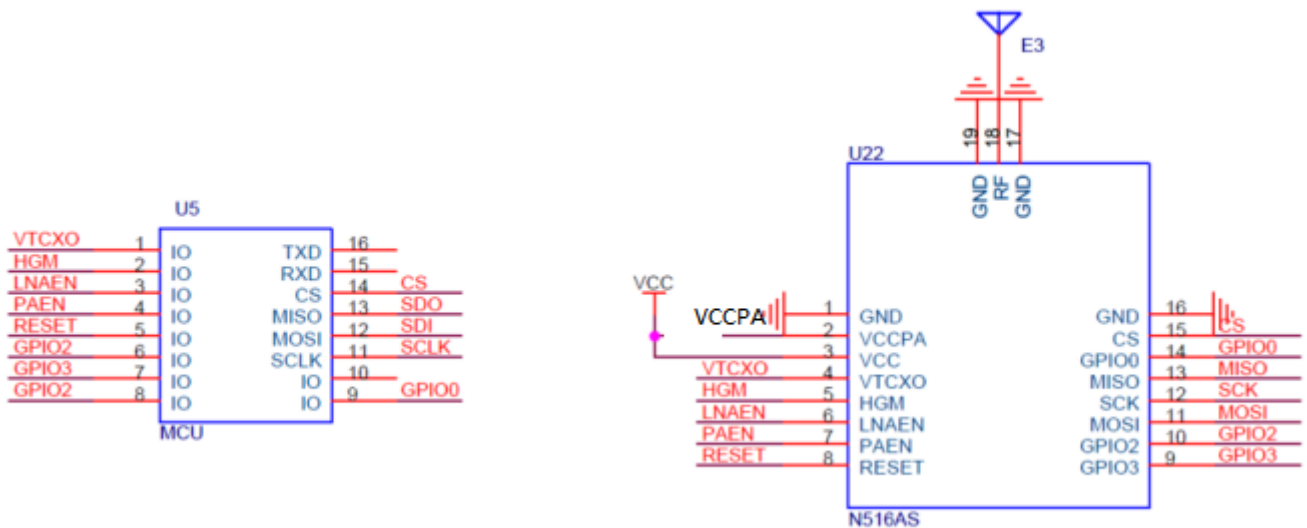 E3
19 18 17
U22
GND RF GND
U5
VTCXO 1 IO TXD 16
HGM 2 IO RXD 15
LNAEN 3 IO CS 14 CS
PAEN 4 IO MISO 13 SDO
RESET 5 IO MOSI 12 SDI
GPIO2 6 IO SCLK 11 SCLK
GPIO3 7 IO IO 10
GPIO2 8 IO IO 9 GPIO0
MCU
VCC
1 GND GND 16
VCCPA 2 VCCPA CS 15 CS
3 VCC GPIO0 14 GPIO0
VTCXO 4 VTCXO MISO 13 MISO
HGM 5 HGM SCK 12 SCK
LNAEN 6 LNAEN MOSI 11 MOSI
PAEN 7 PAEN GPIO2 10 GPIO2
RESET 8 RESET GPIO3 9 GPIO3
N516AS